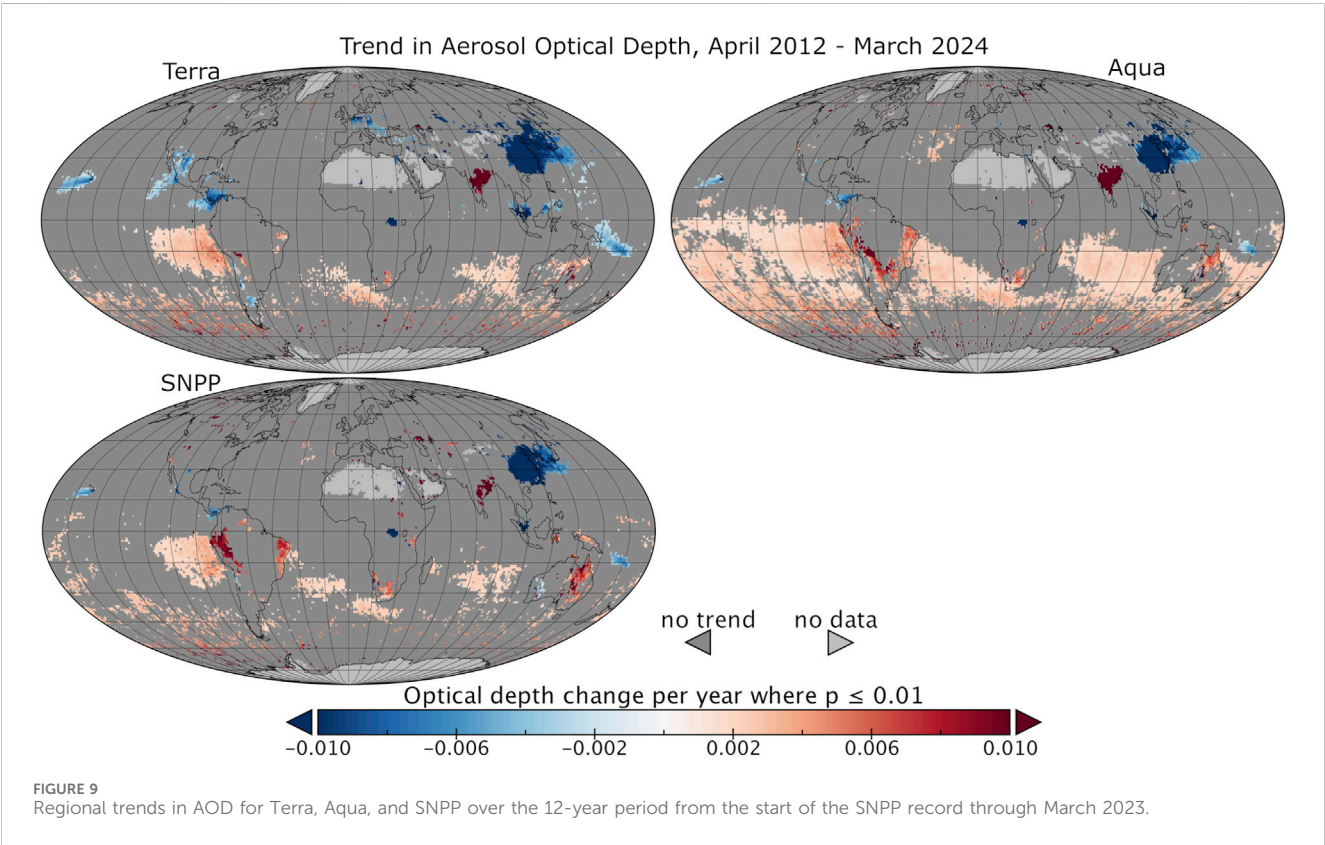 Trend in Aerosol Optical Depth, April 2012 - March 2024
Terra
Aqua
SNPP
no trend
no data
Optical depth change per year where p ≤ 0.01
−0.010 −0.006 −0.002 0.002 0.006 0.010
FIGURE 9
Regional trends in AOD for Terra, Aqua, and SNPP over the 12-year period from the start of the SNPP record through March 2023.